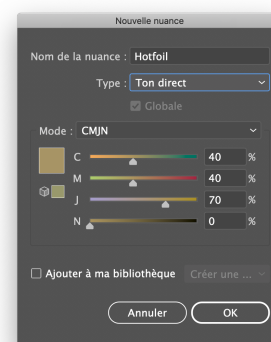 Nouvelle nuance
Nom de la nuance : Hotfoil
Type : Ton direct
Globale
Mode : CMJN
C 40 %
M 40 %
J 70 %
N 0 %
Ajouter à ma bibliothèque Créer une ...
Annuler OK